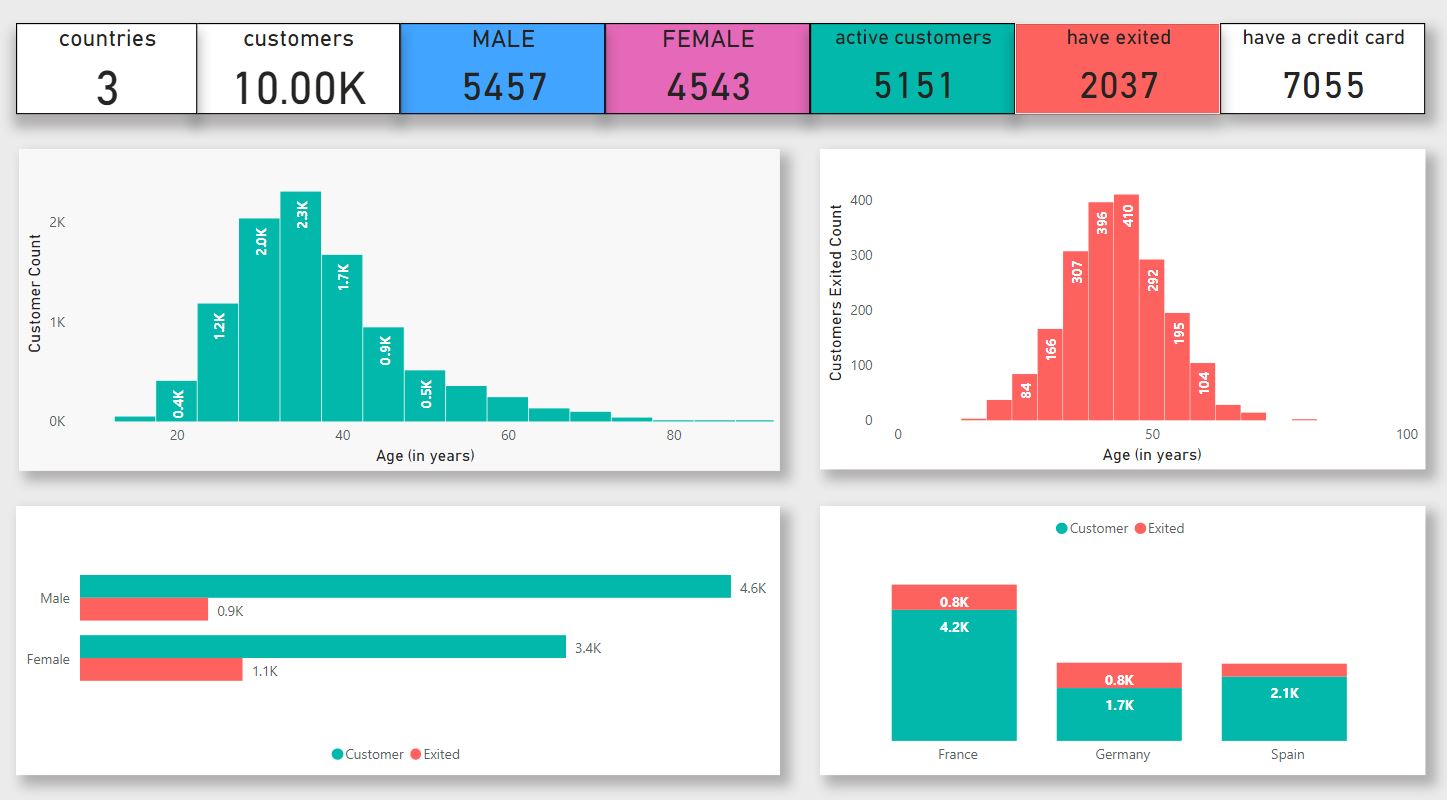 countries
3
customers
10.00K
MALE
5457
FEMALE
4543
active customers
5151
have exited
2037
have a credit card
7055
Customer Count
2K
1K
0K
0.4K
1.2K
2.0K
2.3K
1.7K
0.9K
0.5K
20 40 60 80
Age (in years)
Customers Exited Count
400
300
200
100
0
84
166
307
396
410
292
195
104
0 50 100
Age (in years)
Male
4.6K
0.9K
Female
3.4K
1.1K
Customer Exited
Customer Exited
0.8K
4.2K
0.8K
1.7K
2.1K
France Germany Spain